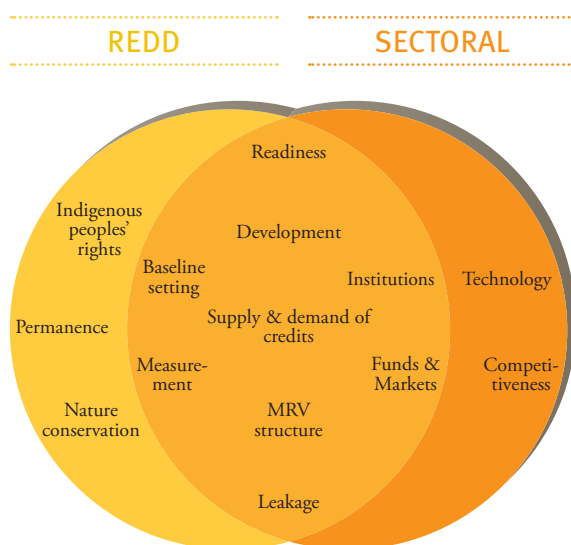 REDD
SECTORAL
Readiness
Indigenous
peoples'
rights
Development
Baseline
setting
Institutions
Technology
Permanence
Supply & demand of
credits
Measure-
ment
Funds &
Markets
Competi-
tiveness
Nature
conservation
MRV
structure
Leakage